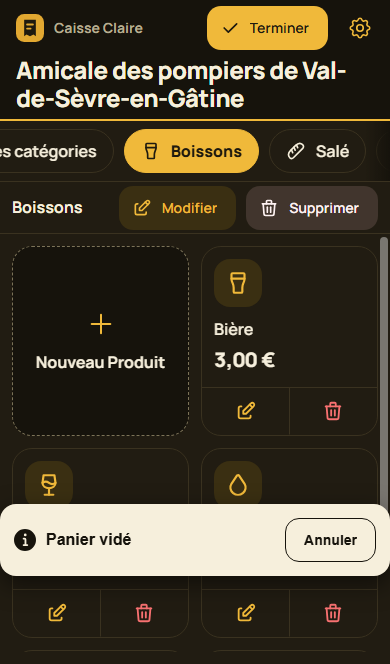 Caisse Claire
Terminer
Amicale des pompiers de Val-
de-Sèvre-en-Gâtine
es catégories
Boissons
Salé
Boissons
Modifier
Supprimer
Nouveau Produit
Bière
3,00 €
Panier vidé
Annuler